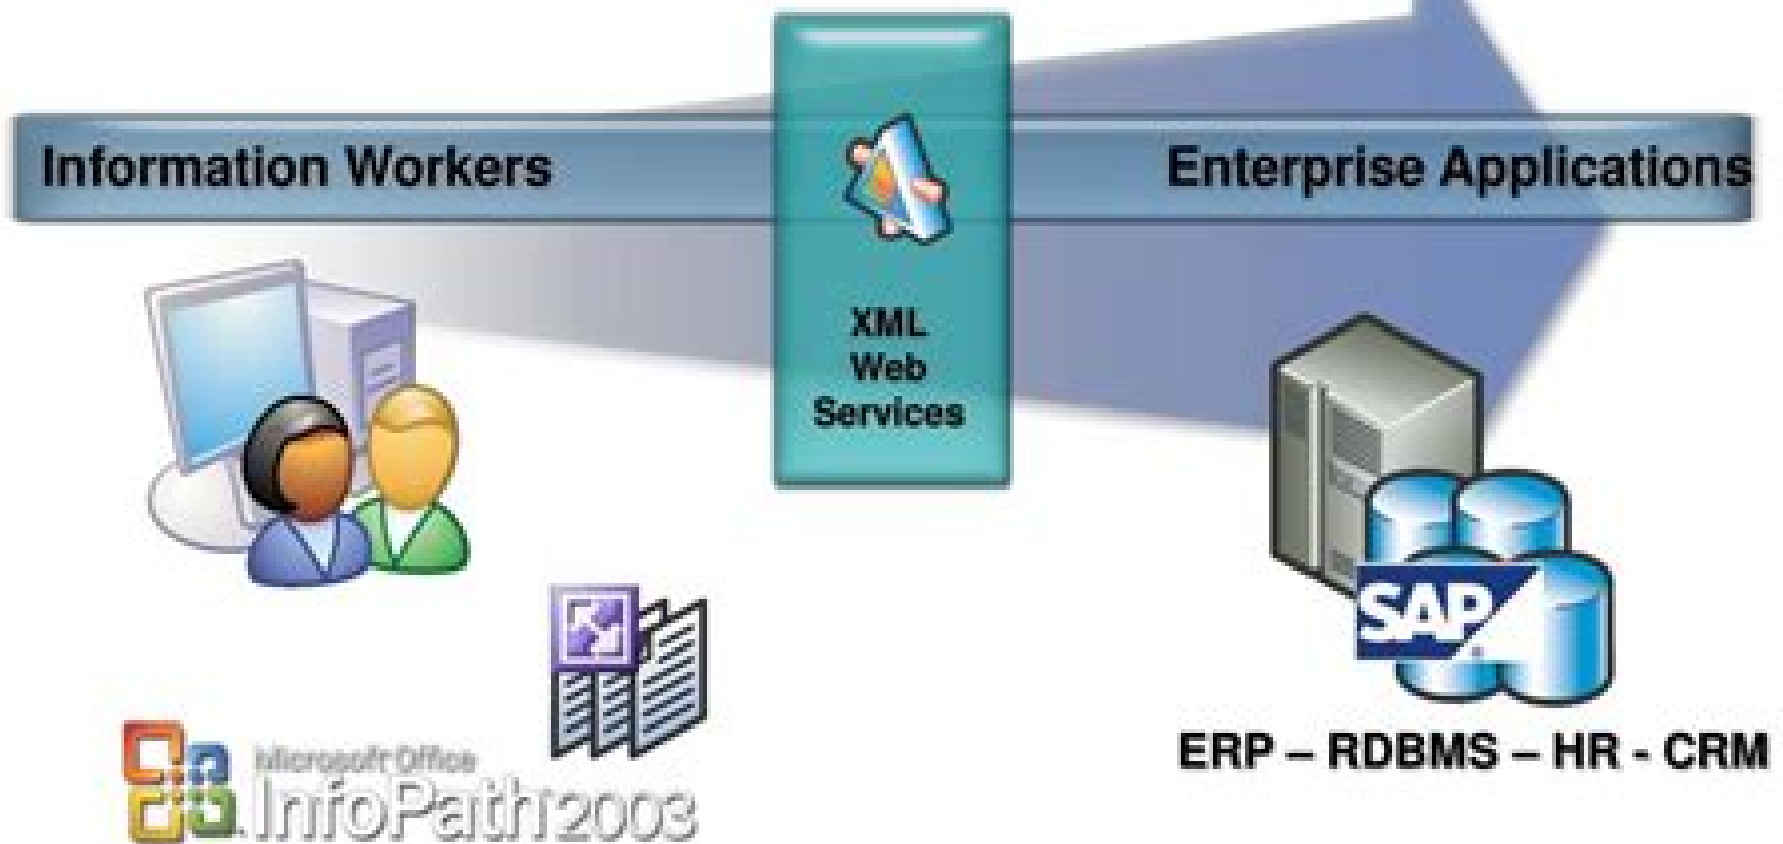 Information Workers
Enterprise Applications
XML
Web
Services
SAP
ERP – RDBMS – HR - CRM
Microsoft Office
InfoPath 2003